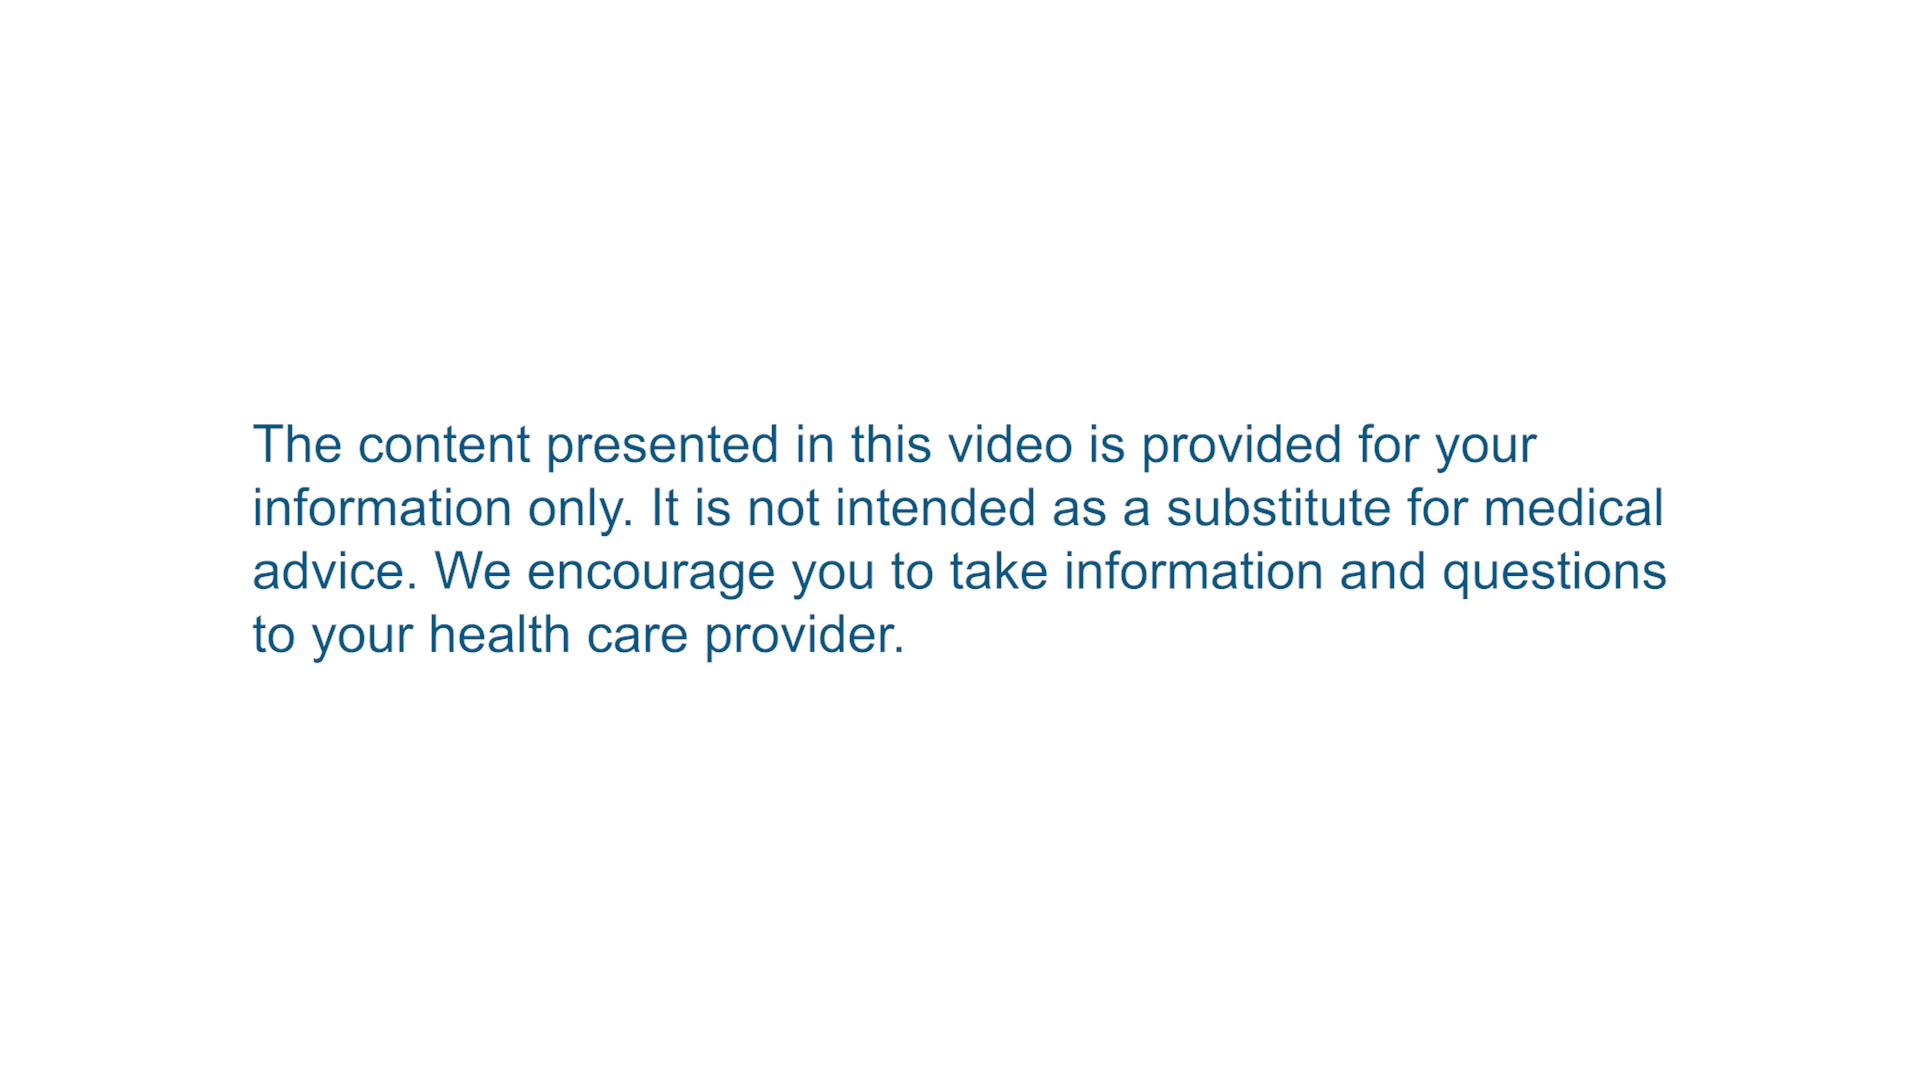 The content presented in this video is provided for your
information only. It is not intended as a substitute for medical
advice. We encourage you to take information and questions
to your health care provider.